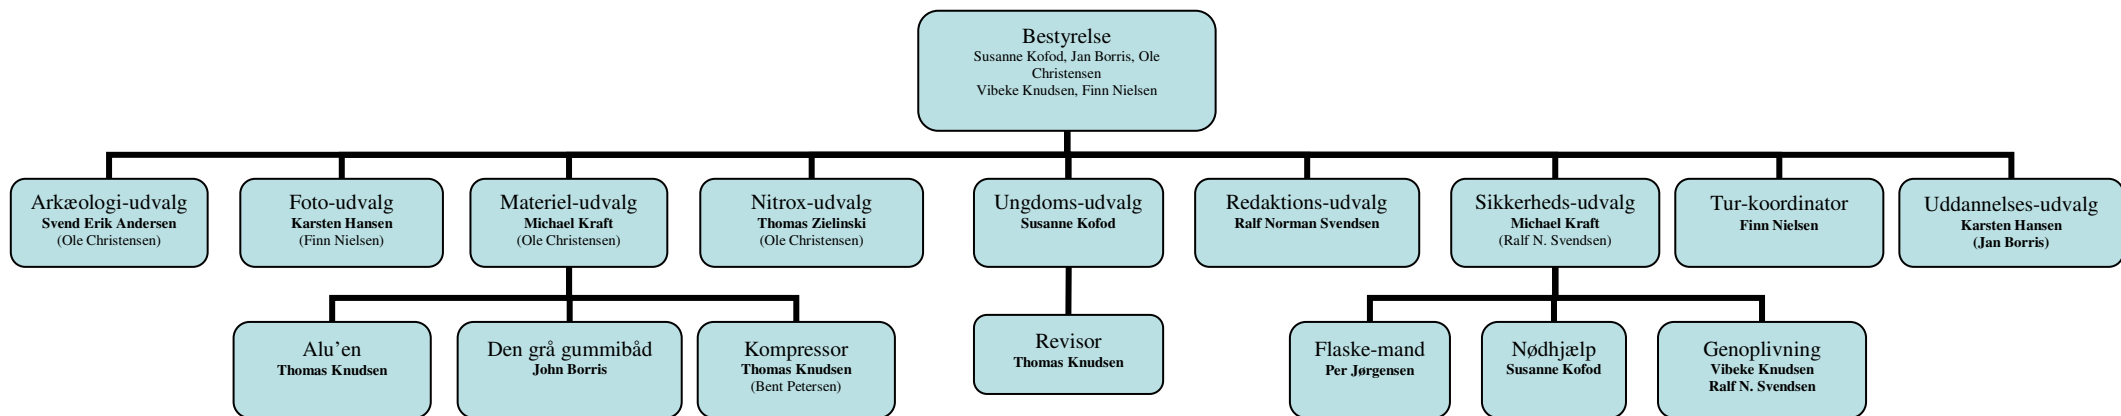 Bestyrelse
Susanne Kofod, Jan Borris, Ole
Christensen
Vibeke Knudsen, Finn Nielsen
Arkæologi-udvalg
Svend Erik Andersen
(Ole Christensen)
Foto-udvalg
Karsten Hansen
(Finn Nielsen)
Materiel-udvalg
Michael Kraft
(Ole Christensen)
Nitrox-udvalg
Thomas Zielinski
(Ole Christensen)
Ungdoms-udvalg
Susanne Kofod
Redaktions-udvalg
Ralf Norman Svendsen
Sikkerheds-udvalg
Michael Kraft
(Ralf N. Svendsen)
Tur-koordinator
Finn Nielsen
Uddannelses-udvalg
Karsten Hansen
(Jan Borris)
Alu’en
Thomas Knudsen
Den grå gummibåd
John Borris
Kompressor
Thomas Knudsen
(Bent Petersen)
Revisor
Thomas Knudsen
Flaske-mand
Per Jørgensen
Nødhjælp
Susanne Kofod
Genoplivning
Vibeke Knudsen
Ralf N. Svendsen